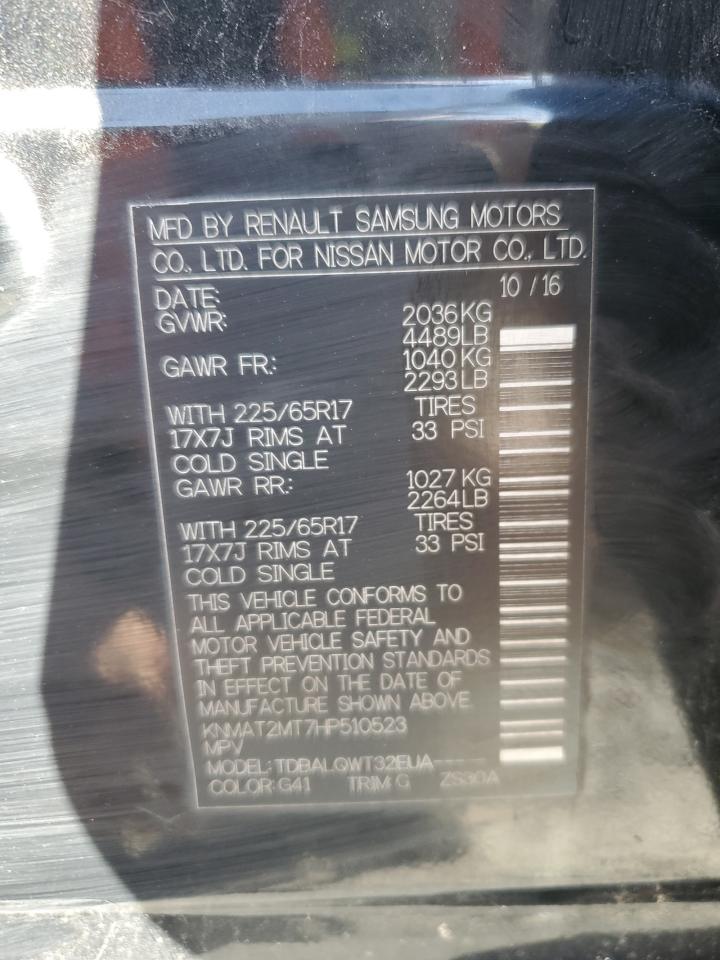 MFD BY RENAULT SAMSUNG MOTORS
CO., LTD. FOR NISSAN MOTOR CO., LTD.
DATE: 10 / 16
GVWR: 2036 KG
4489 LB
GAWR FR.: 1040 KG
2293 LB
WITH 225/65R17 TIRES
17X7J RIMS AT 33 PSI
COLD SINGLE
GAWR RR.: 1027 KG
2264 LB
WITH 225/65R17 TIRES
17X7J RIMS AT 33 PSI
COLD SINGLE
THIS VEHICLE CONFORMS TO
ALL APPLICABLE FEDERAL
MOTOR VEHICLE SAFETY AND
THEFT PREVENTION STANDARDS
IN EFFECT ON THE DATE OF
MANUFACTURE SHOWN ABOVE.
KNMAT2MT7HP510523
MPV
MODEL: TDBALQWT32EUA-----
COLOR: G41 TRIM: G ZS30A